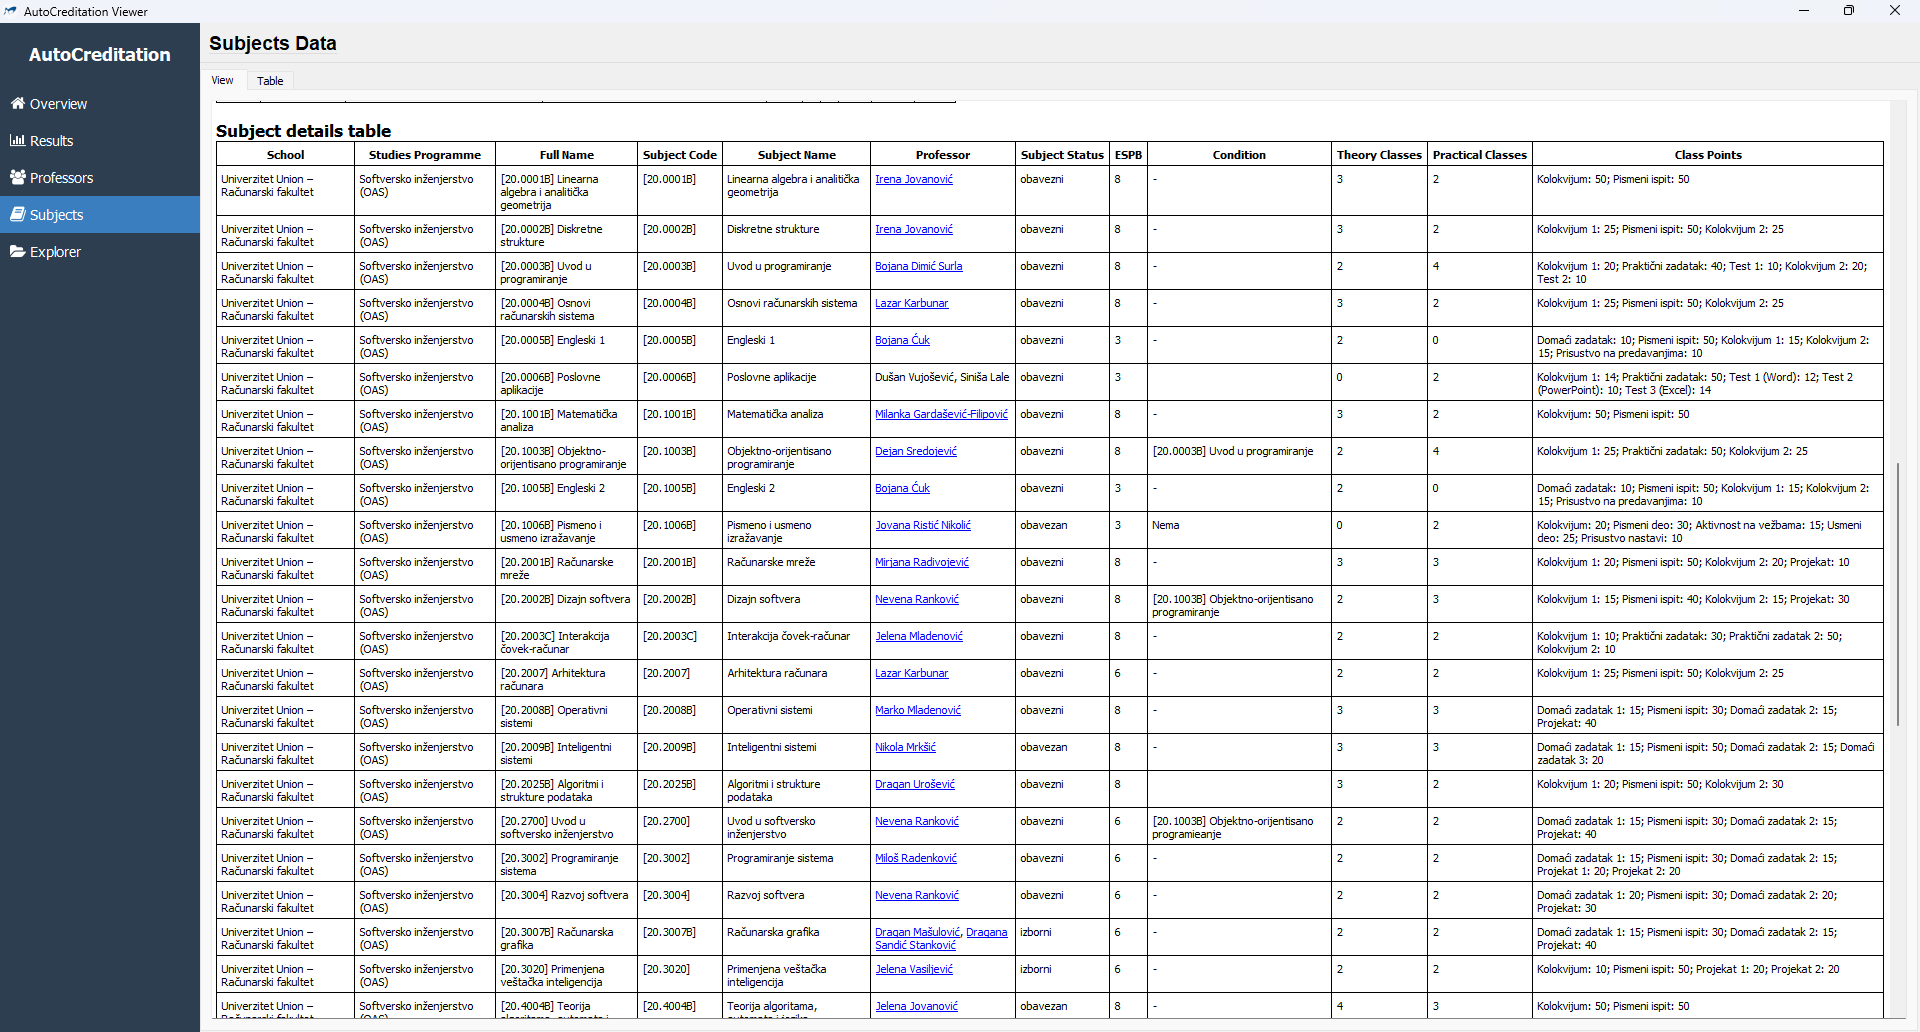 AutoCreditation Viewer
AutoCreditation
Overview
Results
Professors
Subjects
Explorer
Subjects Data
View Table
Subject details table
School Studies Programme Full Name Subject Code Subject Name Professor Subject Status ESPB Condition Theory Classes Practical Classes Class Points
Univerzitet Union – Softversko inženjerstvo [20.0001B] Linearna [20.0001B] Linearna algebra i analitička Irena Jovanović obavezni 8 - 3 2 Kolokvijum: 50; Pismeni ispit: 50
Računarski fakultet (OAS) algebra i analitička geometrija
geometrija
Univerzitet Union – Softversko inženjerstvo [20.0002B] Diskretne [20.0002B] Diskretne strukture Irena Jovanović obavezni 8 - 3 2 Kolokvijum 1: 25; Pismeni ispit: 50; Kolokvijum 2: 25
Računarski fakultet (OAS) strukture
Univerzitet Union – Softversko inženjerstvo [20.0003B] Uvod u [20.0003B] Uvod u programiranje Bojana Dimić Surla obavezni 8 - 2 4 Kolokvijum 1: 20; Praktični zadatak: 40; Test 1: 10; Kolokvijum 2: 20;
Računarski fakultet (OAS) programiranje Test 2: 10
Univerzitet Union – Softversko inženjerstvo [20.0004B] Osnovi [20.0004B] Osnovi računarskih sistema Lazar Karbunar obavezni 8 - 3 2 Kolokvijum 1: 25; Pismeni ispit: 50; Kolokvijum 2: 25
Računarski fakultet (OAS) računarskih sistema
Univerzitet Union – Softversko inženjerstvo [20.0005B] Engleski 1 [20.0005B] Engleski 1 Bojana Ćuk obavezni 3 - 2 0 Domaći zadatak: 10; Pismeni ispit: 50; Kolokvijum 1: 15; Kolokvijum 2:
Računarski fakultet (OAS) 15; Prisustvo na predavanjima: 10
Univerzitet Union – Softversko inženjerstvo [20.0006B] Poslovne [20.0006B] Poslovne aplikacije Dušan Vujošević, Siniša Lale obavezni 3 0 2 Kolokvijum 1: 14; Praktični zadatak: 50; Test 1 (Word): 12; Test 2
Računarski fakultet (OAS) aplikacije (PowerPoint): 10; Test 3 (Excel): 14
Univerzitet Union – Softversko inženjerstvo [20.1001B] Matematička [20.1001B] Matematička analiza Milanka Gardašević-Filipović obavezni 8 - 3 2 Kolokvijum: 50; Pismeni ispit: 50
Računarski fakultet (OAS) analiza
Univerzitet Union – Softversko inženjerstvo [20.1003B] Objektno- [20.1003B] Objektno-orijentisano Dejan Sredojević obavezni 8 [20.0003B] Uvod u programiranje 2 4 Kolokvijum 1: 25; Praktični zadatak: 50; Kolokvijum 2: 25
Računarski fakultet (OAS) orijentisano programiranje programiranje
Univerzitet Union – Softversko inženjerstvo [20.1005B] Engleski 2 [20.1005B] Engleski 2 Bojana Ćuk obavezni 3 - 2 0 Domaći zadatak: 10; Pismeni ispit: 50; Kolokvijum 1: 15; Kolokvijum 2:
Računarski fakultet (OAS) 15; Prisustvo na predavanjima: 10
Univerzitet Union – Softversko inženjerstvo [20.1006B] Pismeno i [20.1006B] Pismeno i usmeno Jovana Ristić Nikolić obavezan 3 Nema 0 2 Kolokvijum: 20; Pismeni deo: 30; Aktivnost na vežbama: 15; Usmeni
Računarski fakultet (OAS) usmeno izražavanje izražavanje deo: 25; Prisustvo nastavi: 10
Univerzitet Union – Softversko inženjerstvo [20.2001B] Računarske [20.2001B] Računarske mreže Mirjana Radivojević obavezni 8 - 3 3 Kolokvijum 1: 20; Pismeni ispit: 50; Kolokvijum 2: 20; Projekat: 10
Računarski fakultet (OAS) mreže
Univerzitet Union – Softversko inženjerstvo [20.2002B] Dizajn softvera [20.2002B] Dizajn softvera Nevena Ranković obavezni 8 [20.1003B] Objektno-orijentisano 2 3 Kolokvijum 1: 15; Pismeni ispit: 40; Kolokvijum 2: 15; Projekat: 30
Računarski fakultet (OAS) programiranje
Univerzitet Union – Softversko inženjerstvo [20.2003C] Interakcija [20.2003C] Interakcija čovek-računar Jelena Mladenović obavezni 8 - 2 2 Kolokvijum 1: 10; Praktični zadatak: 30; Praktični zadatak 2: 50;
Računarski fakultet (OAS) čovek-računar Kolokvijum 2: 10
Univerzitet Union – Softversko inženjerstvo [20.2007] Arhitektura [20.2007] Arhitektura računara Lazar Karbunar obavezni 6 - 2 2 Kolokvijum 1: 25; Pismeni ispit: 50; Kolokvijum 2: 25
Računarski fakultet (OAS) računara
Univerzitet Union – Softversko inženjerstvo [20.2008B] Operativni [20.2008B] Operativni sistemi Marko Mladenović obavezni 8 - 3 3 Domaći zadatak 1: 15; Pismeni ispit: 30; Domaći zadatak 2: 15;
Računarski fakultet (OAS) sistemi Projekat: 40
Univerzitet Union – Softversko inženjerstvo [20.2009B] Inteligentni [20.2009B] Inteligentni sistemi Nikola Mrkšić obavezan 8 - 3 3 Domaći zadatak 1: 15; Pismeni ispit: 50; Domaći zadatak 2: 15; Domaći
Računarski fakultet (OAS) sistemi zadatak 3: 20
Univerzitet Union – Softversko inženjerstvo [20.2025B] Algoritmi i [20.2025B] Algoritmi i strukture Dragan Urošević obavezni 8 3 2 Kolokvijum 1: 20; Pismeni ispit: 50; Kolokvijum 2: 30
Računarski fakultet (OAS) strukture podataka podataka
Univerzitet Union – Softversko inženjerstvo [20.2700] Uvod u [20.2700] Uvod u softversko Nevena Ranković obavezni 6 [20.1003B] Objektno-orijentisano 2 2 Domaći zadatak 1: 15; Pismeni ispit: 30; Domaći zadatak 2: 15;
Računarski fakultet (OAS) softversko inženjerstvo inženjerstvo programieanje Projekat: 40
Univerzitet Union – Softversko inženjerstvo [20.3002] Programiranje [20.3002] Programiranje sistema Miloš Radenković obavezni 6 - 2 2 Domaći zadatak 1: 15; Pismeni ispit: 30; Domaći zadatak 2: 15;
Računarski fakultet (OAS) sistema Projekat 1: 20; Projekat 2: 20
Univerzitet Union – Softversko inženjerstvo [20.3004] Razvoj softvera [20.3004] Razvoj softvera Nevena Ranković obavezni 6 - 2 2 Domaći zadatak 1: 20; Pismeni ispit: 30; Domaći zadatak 2: 20;
Računarski fakultet (OAS) Projekat: 30
Univerzitet Union – Softversko inženjerstvo [20.3007B] Računarska [20.3007B] Računarska grafika Dragan Mašulović, Dragana izborni 6 - 2 2 Domaći zadatak 1: 15; Pismeni ispit: 30; Domaći zadatak 2: 15;
Računarski fakultet (OAS) grafika Sandić Stanković Projekat: 40
Univerzitet Union – Softversko inženjerstvo [20.3020] Primenjena [20.3020] Primenjena veštačka Jelena Vasiljević izborni 6 - 2 2 Kolokvijum: 10; Pismeni ispit: 50; Projekat 1: 20; Projekat 2: 20
Računarski fakultet (OAS) veštačka inteligencija inteligencija
Univerzitet Union – Softversko inženjerstvo [20.4004B] Teorija [20.4004B] Teorija algoritama, Jelena Jovanović obavezan 8 - 4 3 Kolokvijum: 50; Pismeni ispit: 50